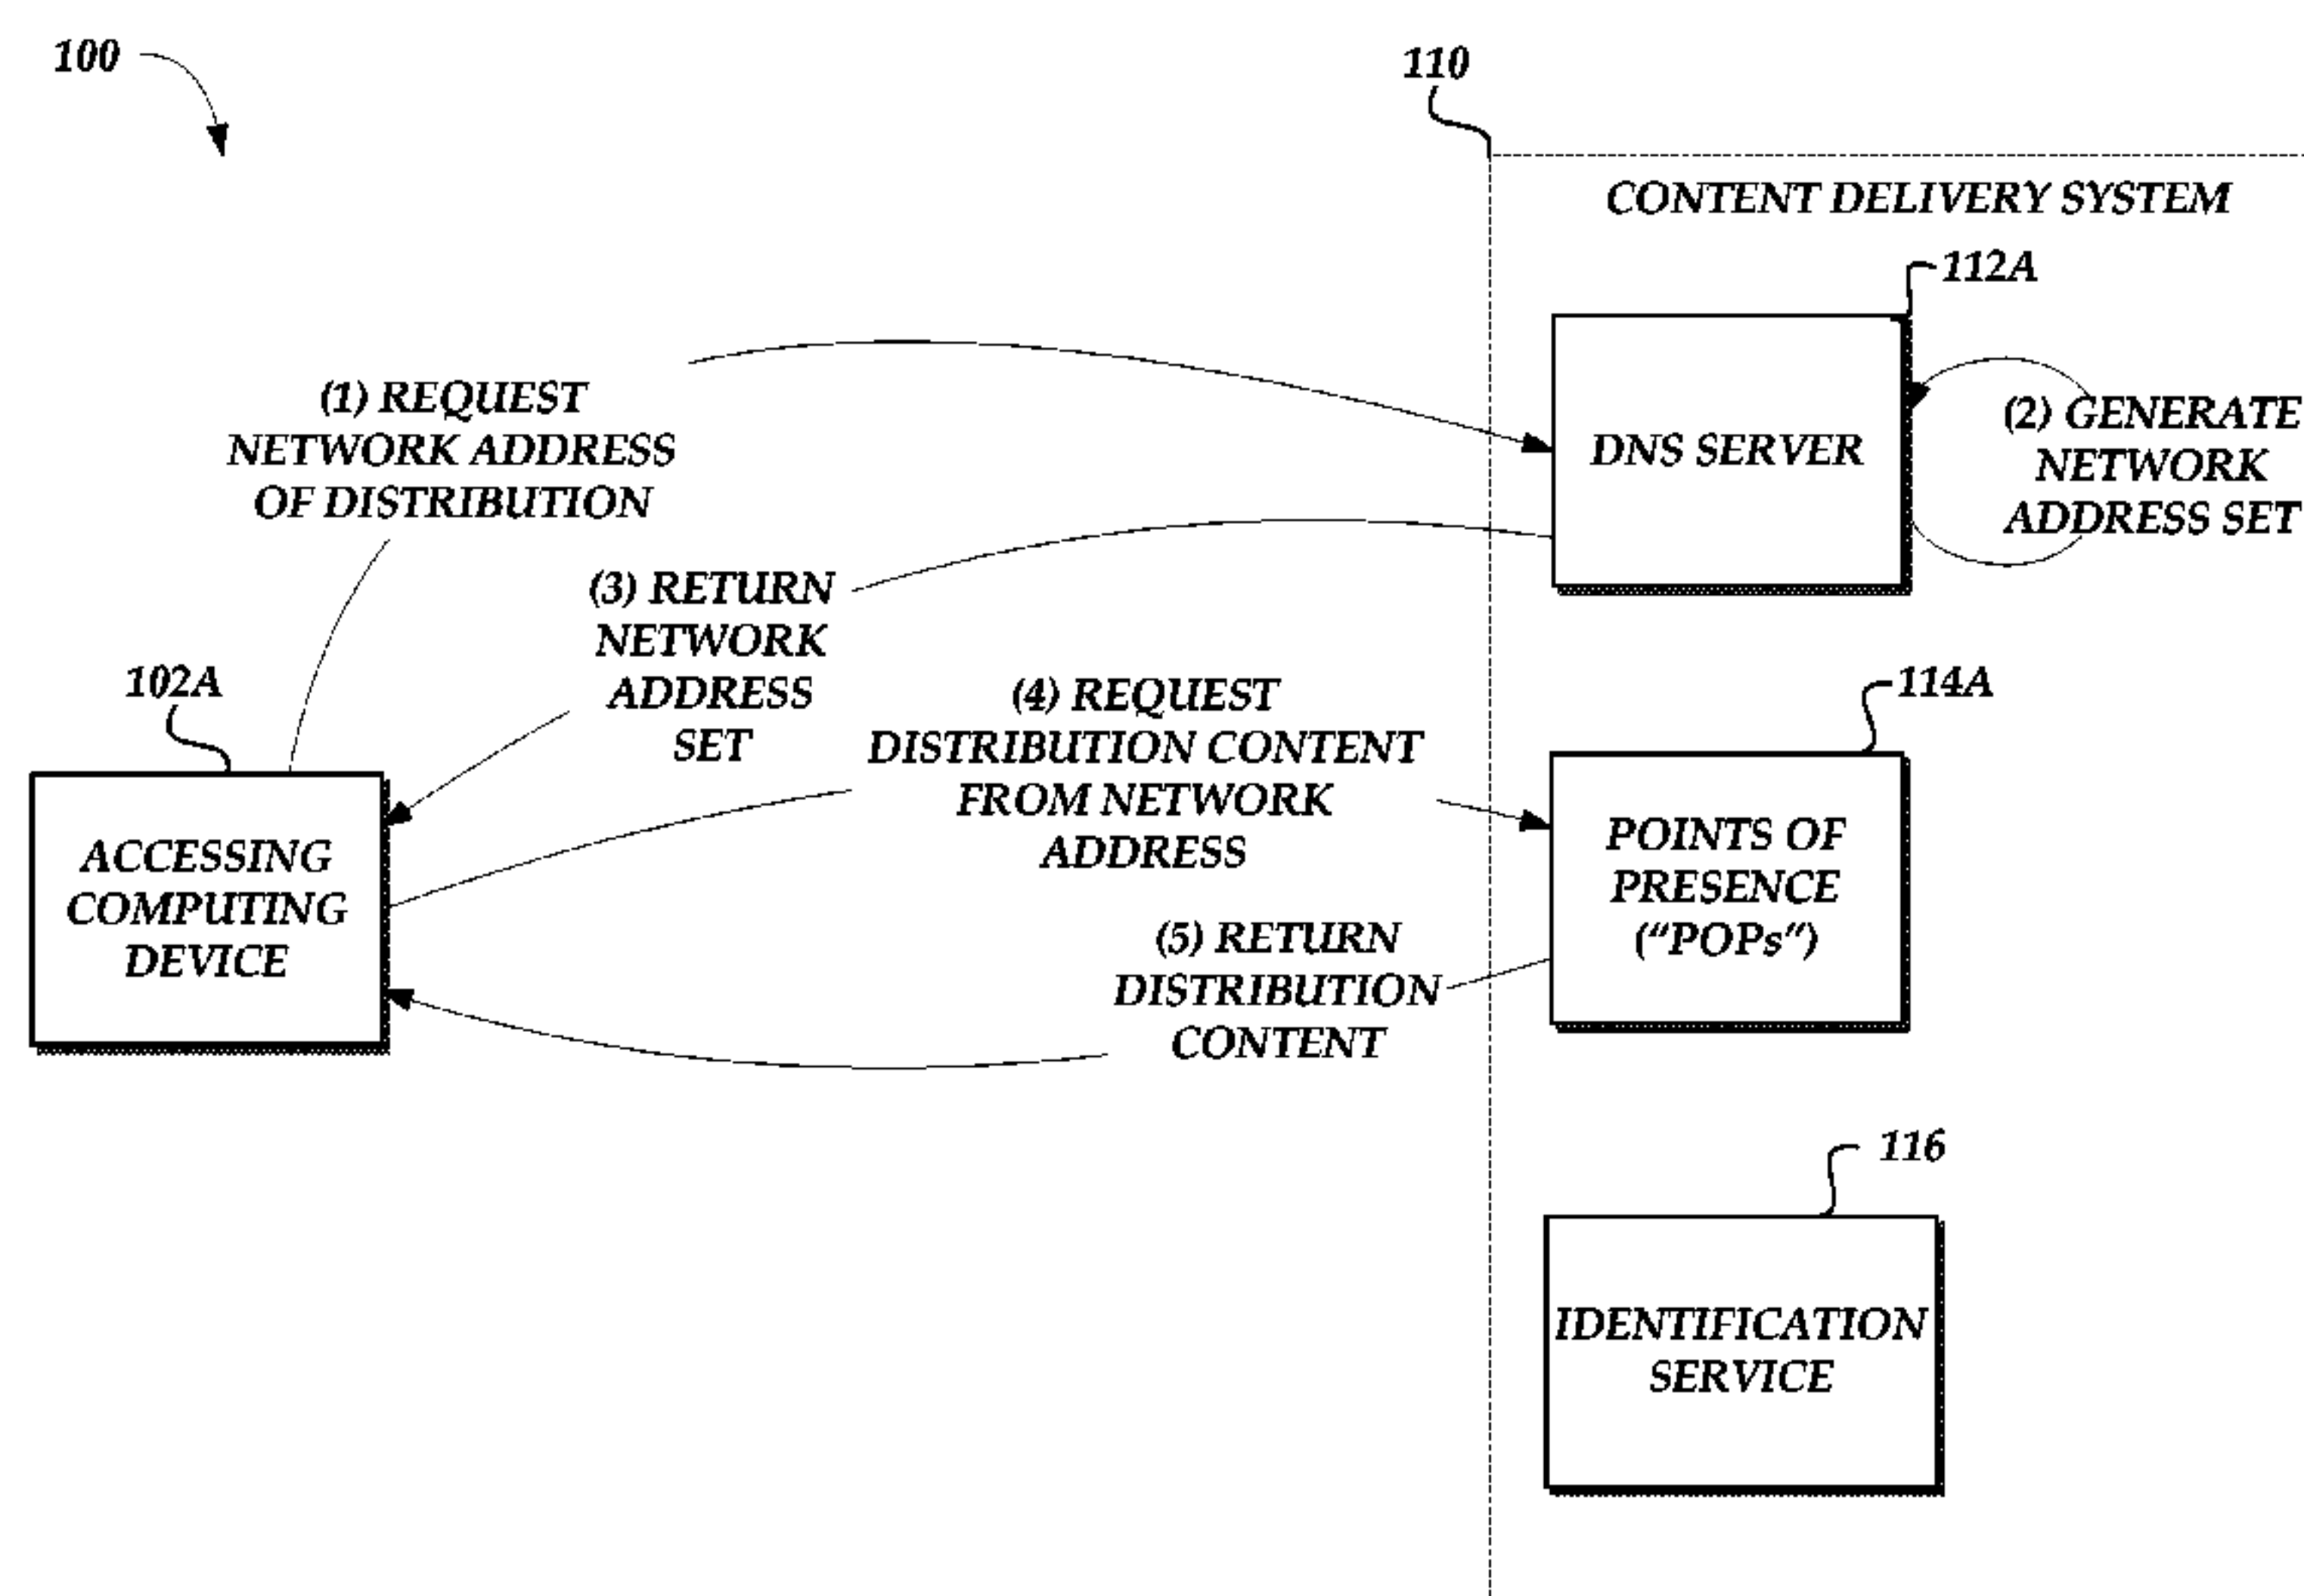 100
110
CONTENT DELIVERY SYSTEM
112A
(1) REQUEST
NETWORK ADDRESS
OF DISTRIBUTION
DNS SERVER
(2) GENERATE
NETWORK
ADDRESS SET
(3) RETURN
NETWORK
ADDRESS
SET
102A
(4) REQUEST
DISTRIBUTION CONTENT
FROM NETWORK
ADDRESS
114A
ACCESSING
COMPUTING
DEVICE
POINTS OF
PRESENCE
("POPs")
(5) RETURN
DISTRIBUTION
CONTENT
116
IDENTIFICATION
SERVICE